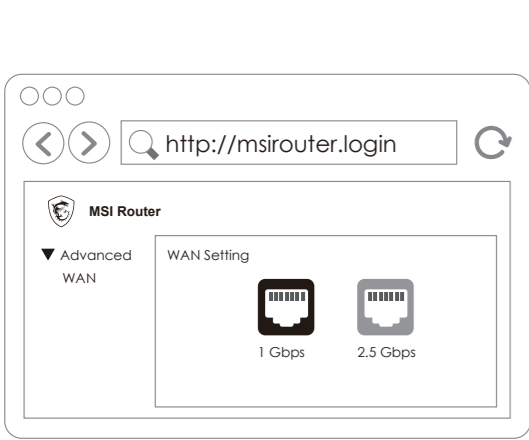 http://msirouter.login
MSI Router
▼ Advanced
WAN
WAN Setting
1 Gbps
2.5 Gbps